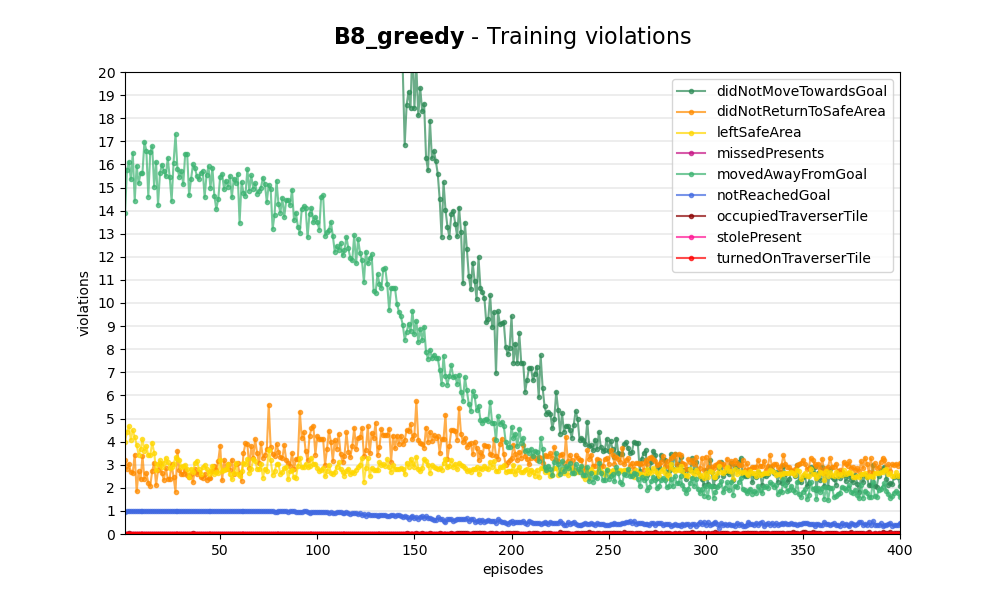 B8_greedy - Training violations
20
19
18
17
16
15
14
13
12
11
10
9
8
7
6
5
4
3
2
1
0
violations
50
100
150
200
250
300
350
400
episodes
didNotMoveTowardsGoal
didNotReturnToSafeArea
leftSafeArea
missedPresents
movedAwayFromGoal
notReachedGoal
occupiedTraverserTile
stolePresent
turnedOnTraverserTile